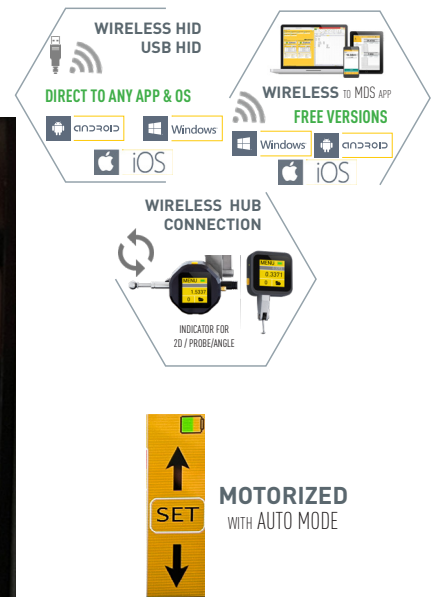 WIRELESS HID
USB HID
DIRECT TO ANY APP & OS
android
Windows
iOS
WIRELESS TO MDS APP
FREE VERSIONS
Windows
android
iOS
WIRELESS HUB
CONNECTION
MENU
1.0337
0
MENU
0.3371
0
INDICATOR FOR
2D / PROBE/ANGLE
SET
MOTORIZED
WITH AUTO MODE